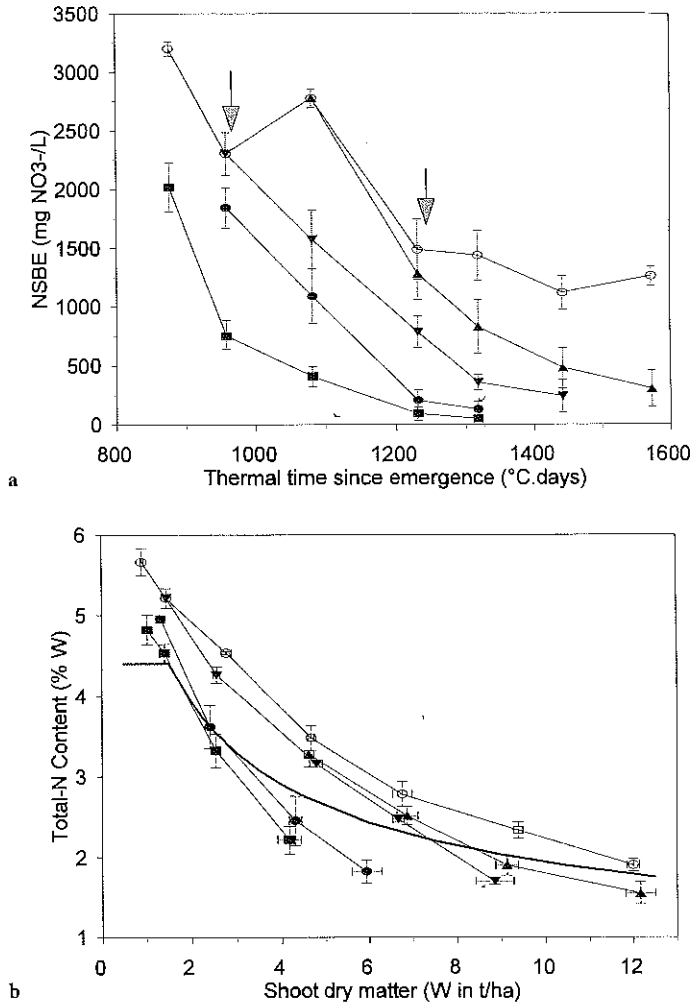 3500
3000
2500
2000
1500
1000
500
0
NSBE (mg NO3-/L)
800 1000 1200 1400 1600
Thermal time since emergence (°C.days)
a
6
5
4
3
2
1
Total-N Content (% W)
0 2 4 6 8 10 12
Shoot dry matter (W in t/ha)
b